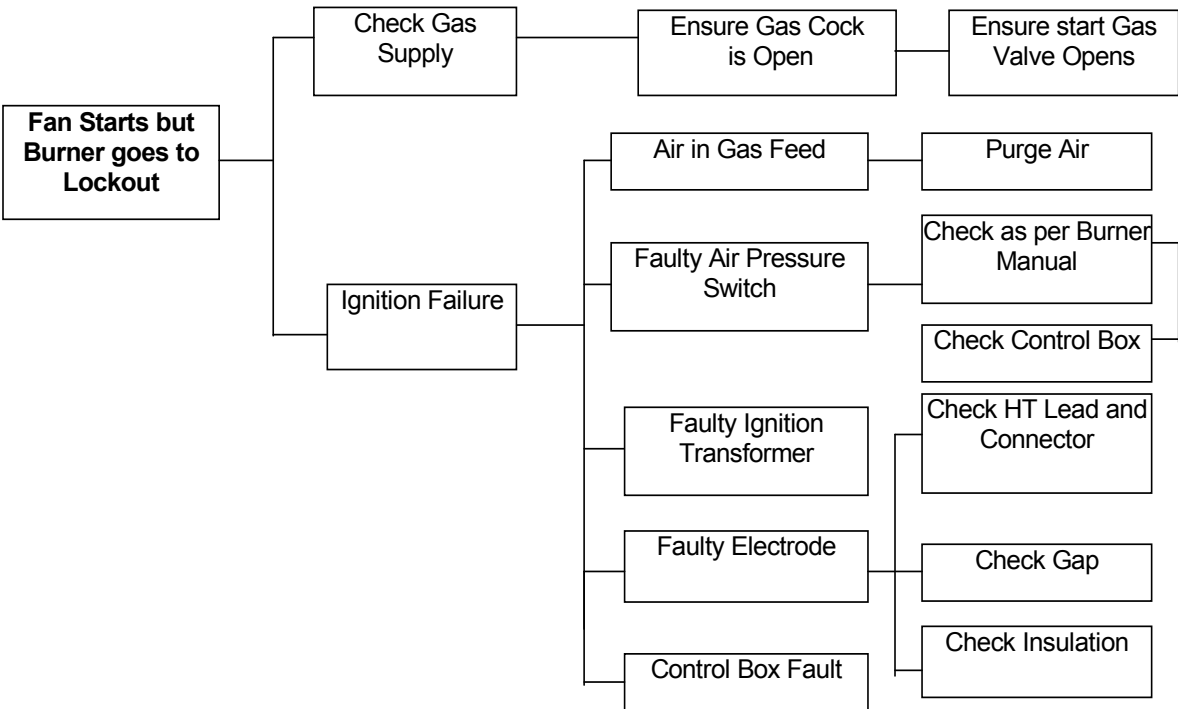 Fan Starts but
Burner goes to
Lockout
Check Gas
Supply
Ensure Gas Cock
is Open
Ensure start Gas
Valve Opens
Ignition Failure
Air in Gas Feed
Purge Air
Faulty Air Pressure
Switch
Check as per Burner
Manual
Check Control Box
Faulty Ignition
Transformer
Faulty Electrode
Check HT Lead and
Connector
Check Gap
Check Insulation
Control Box Fault